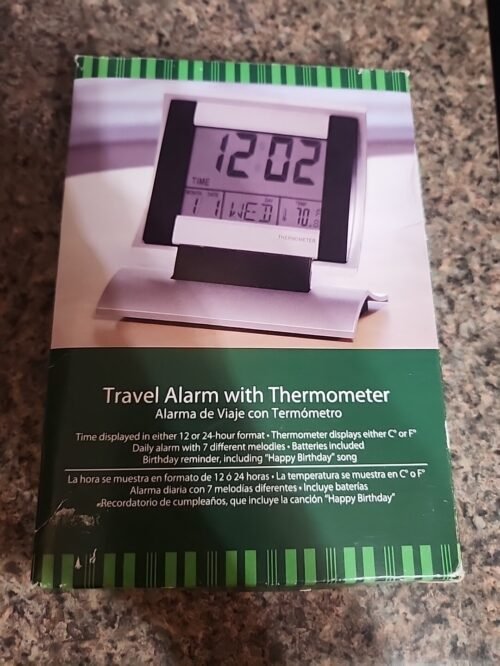 12:02
TIME
MONTH DATE DAY TEMP
1 1 WED 70.
THERMOMETER
Travel Alarm with Thermometer
Alarma de Viaje con Termómetro
Time displayed in either 12 or 24-hour format • Thermometer displays either C° or F°
Daily alarm with 7 different melodies • Batteries included
Birthday reminder, including "Happy Birthday" song
La hora se muestra en formato de 12 ó 24 horas • La temperatura se muestra en C° o F°
Alarma diaria con 7 melodías diferentes • Incluye baterías
Recordatorio de cumpleaños, que incluye la canción "Happy Birthday"